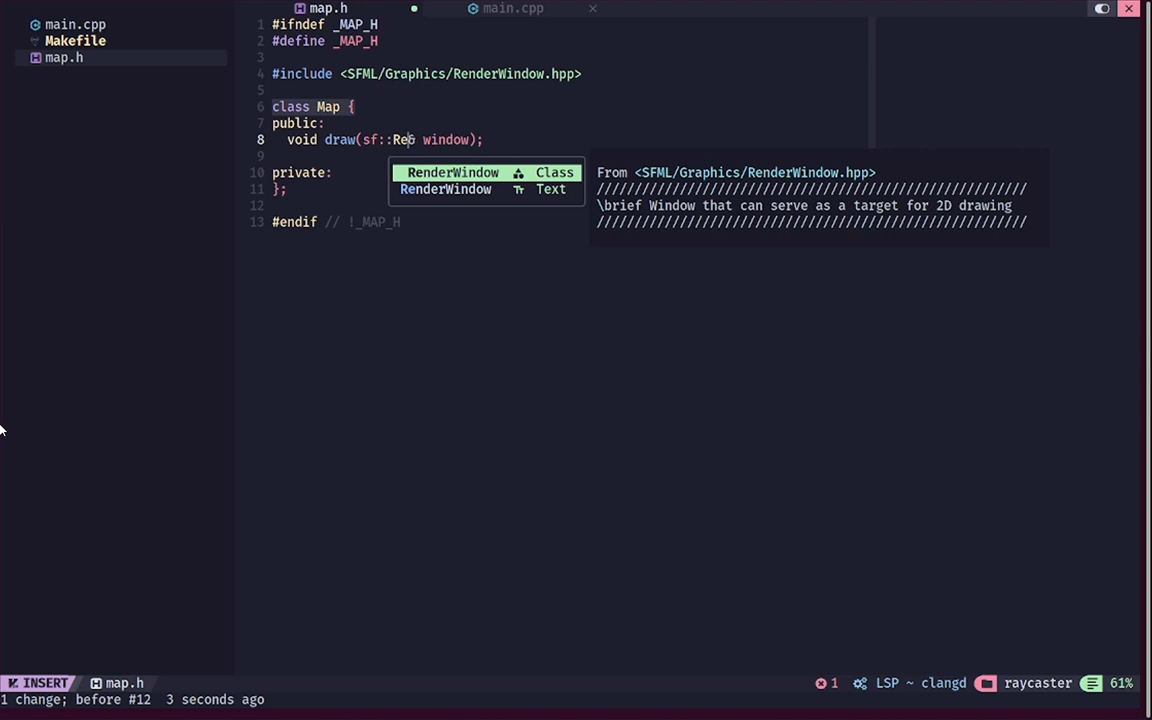 map.h
main.cpp
main.cpp
Makefile
map.h
1 #ifndef _MAP_H
2 #define _MAP_H
3
4 #include <SFML/Graphics/RenderWindow.hpp>
5
6 class Map {
7 public:
8 void draw(sf::Re& window);
9
10 private:
11 };
12
13 #endif // !_MAP_H
RenderWindow Class
RenderWindow Text
From <SFML/Graphics/RenderWindow.hpp>
/////////////////////////////////////////////////////////
\brief Window that can serve as a target for 2D drawing
/////////////////////////////////////////////////////////
INSERT map.h 1 LSP ~ clangd raycaster 61%
1 change; before #12 3 seconds ago